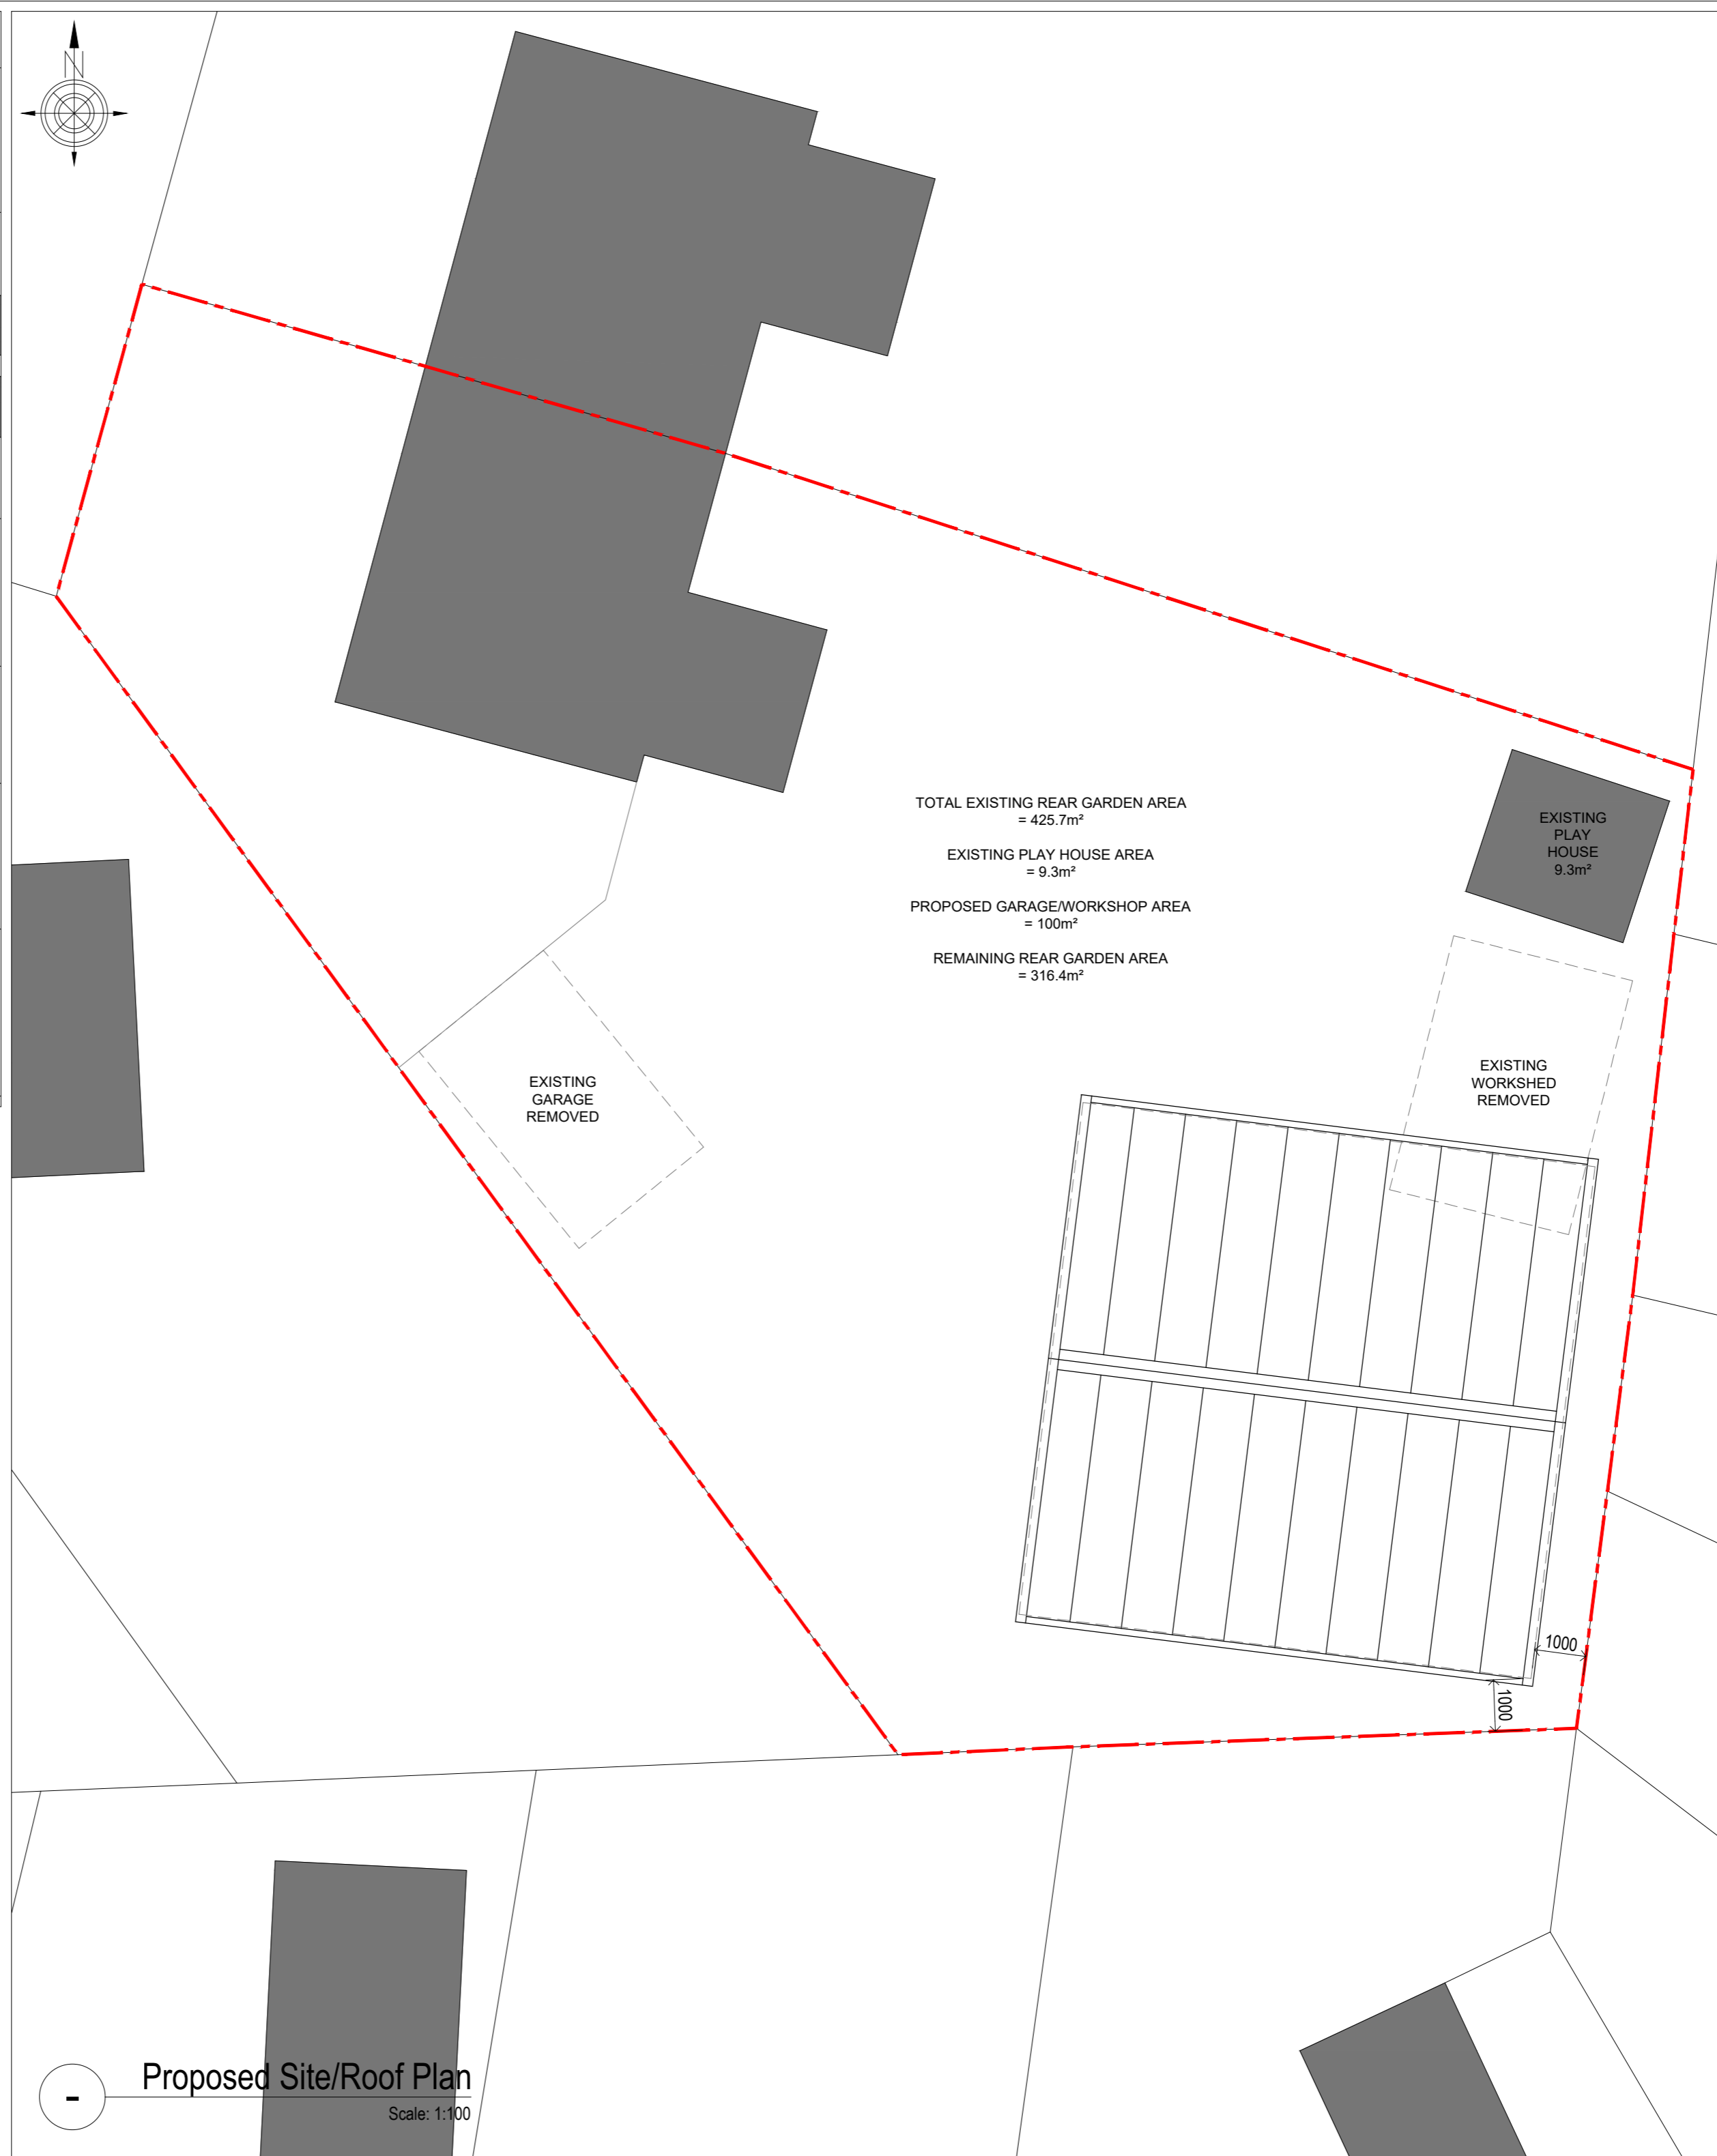 N
TOTAL EXISTING REAR GARDEN AREA
= 425.7m²
EXISTING PLAY HOUSE AREA
= 9.3m²
PROPOSED GARAGE/WORKSHOP AREA
= 100m²
REMAINING REAR GARDEN AREA
= 316.4m²
EXISTING
PLAY
HOUSE
9.3m²
EXISTING
WORKSHED
REMOVED
EXISTING
GARAGE
REMOVED
1000
1000
-
Proposed Site/Roof Plan
Scale: 1:100